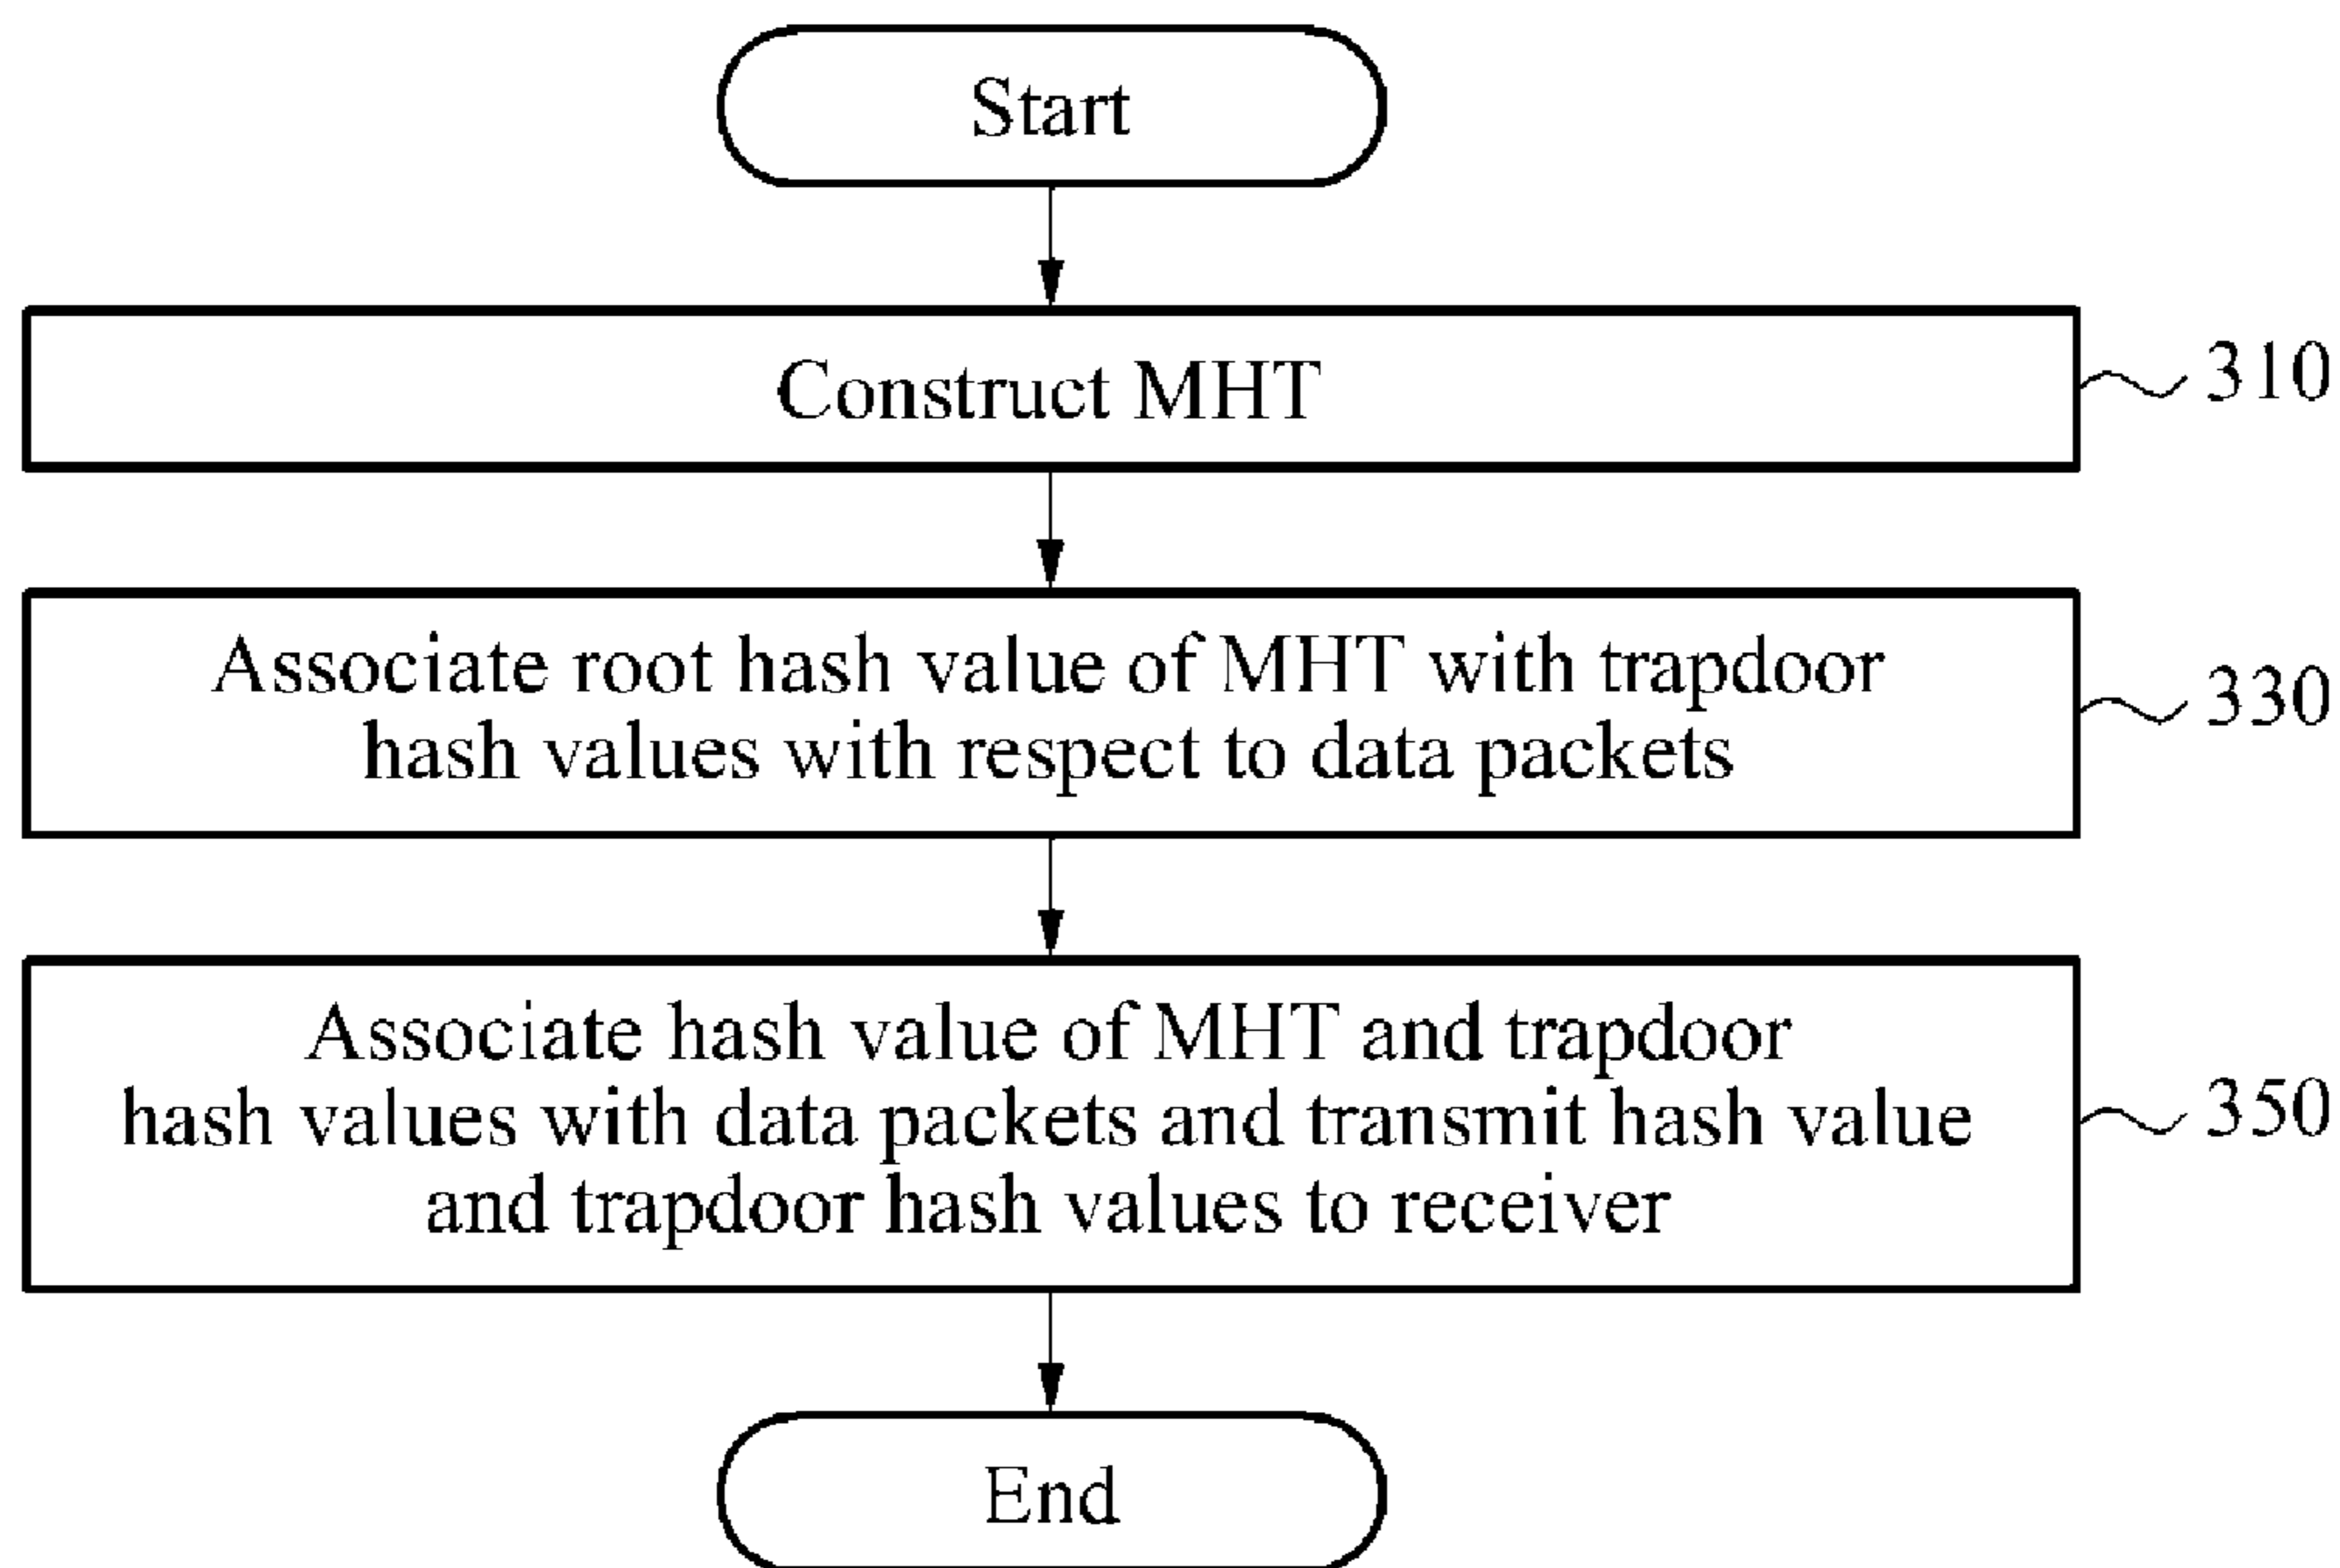 Start
Construct MHT
310
Associate root hash value of MHT with trapdoor
hash values with respect to data packets
330
Associate hash value of MHT and trapdoor
hash values with data packets and transmit hash value
and trapdoor hash values to receiver
350
End